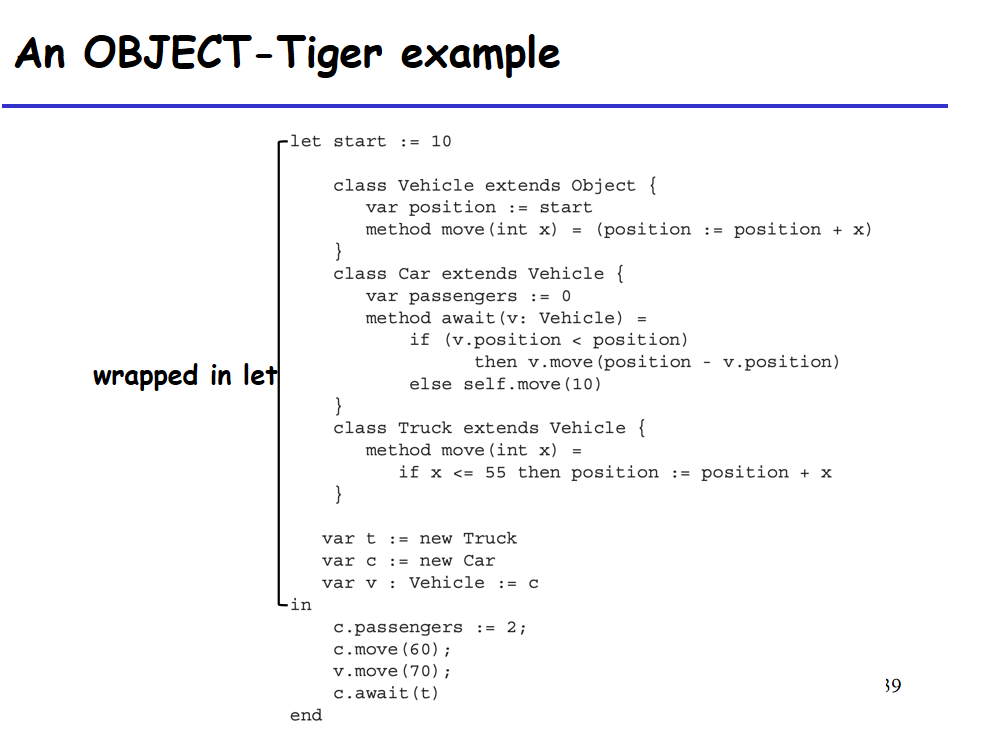 An OBJECT-Tiger example
let start := 10
class Vehicle extends Object {
var position := start
method move(int x) = (position := position + x)
}
class Car extends Vehicle {
var passengers := 0
method await(v: Vehicle) =
if (v.position < position)
then v.move(position - v.position)
else self.move(10)
}
class Truck extends Vehicle {
method move(int x) =
if x <= 55 then position := position + x
}
var t := new Truck
var c := new Car
var v : Vehicle := c
in
c.passengers := 2;
c.move(60);
v.move(70);
c.await(t)
end
wrapped in let
39